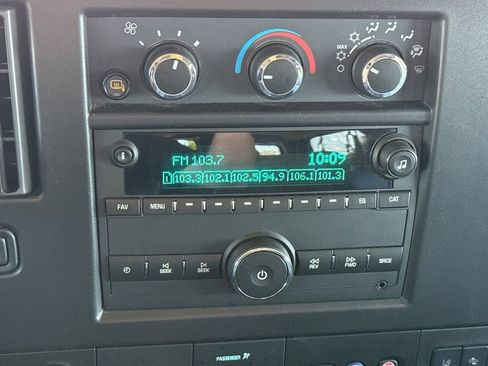 MAX
FM 103.7 10:09
1 103.3 102.1 102.5 94.9 106.1 101.3
FAV MENU EQ CAT
SEEK SEEK REV FWD SRCE
PASSENGER